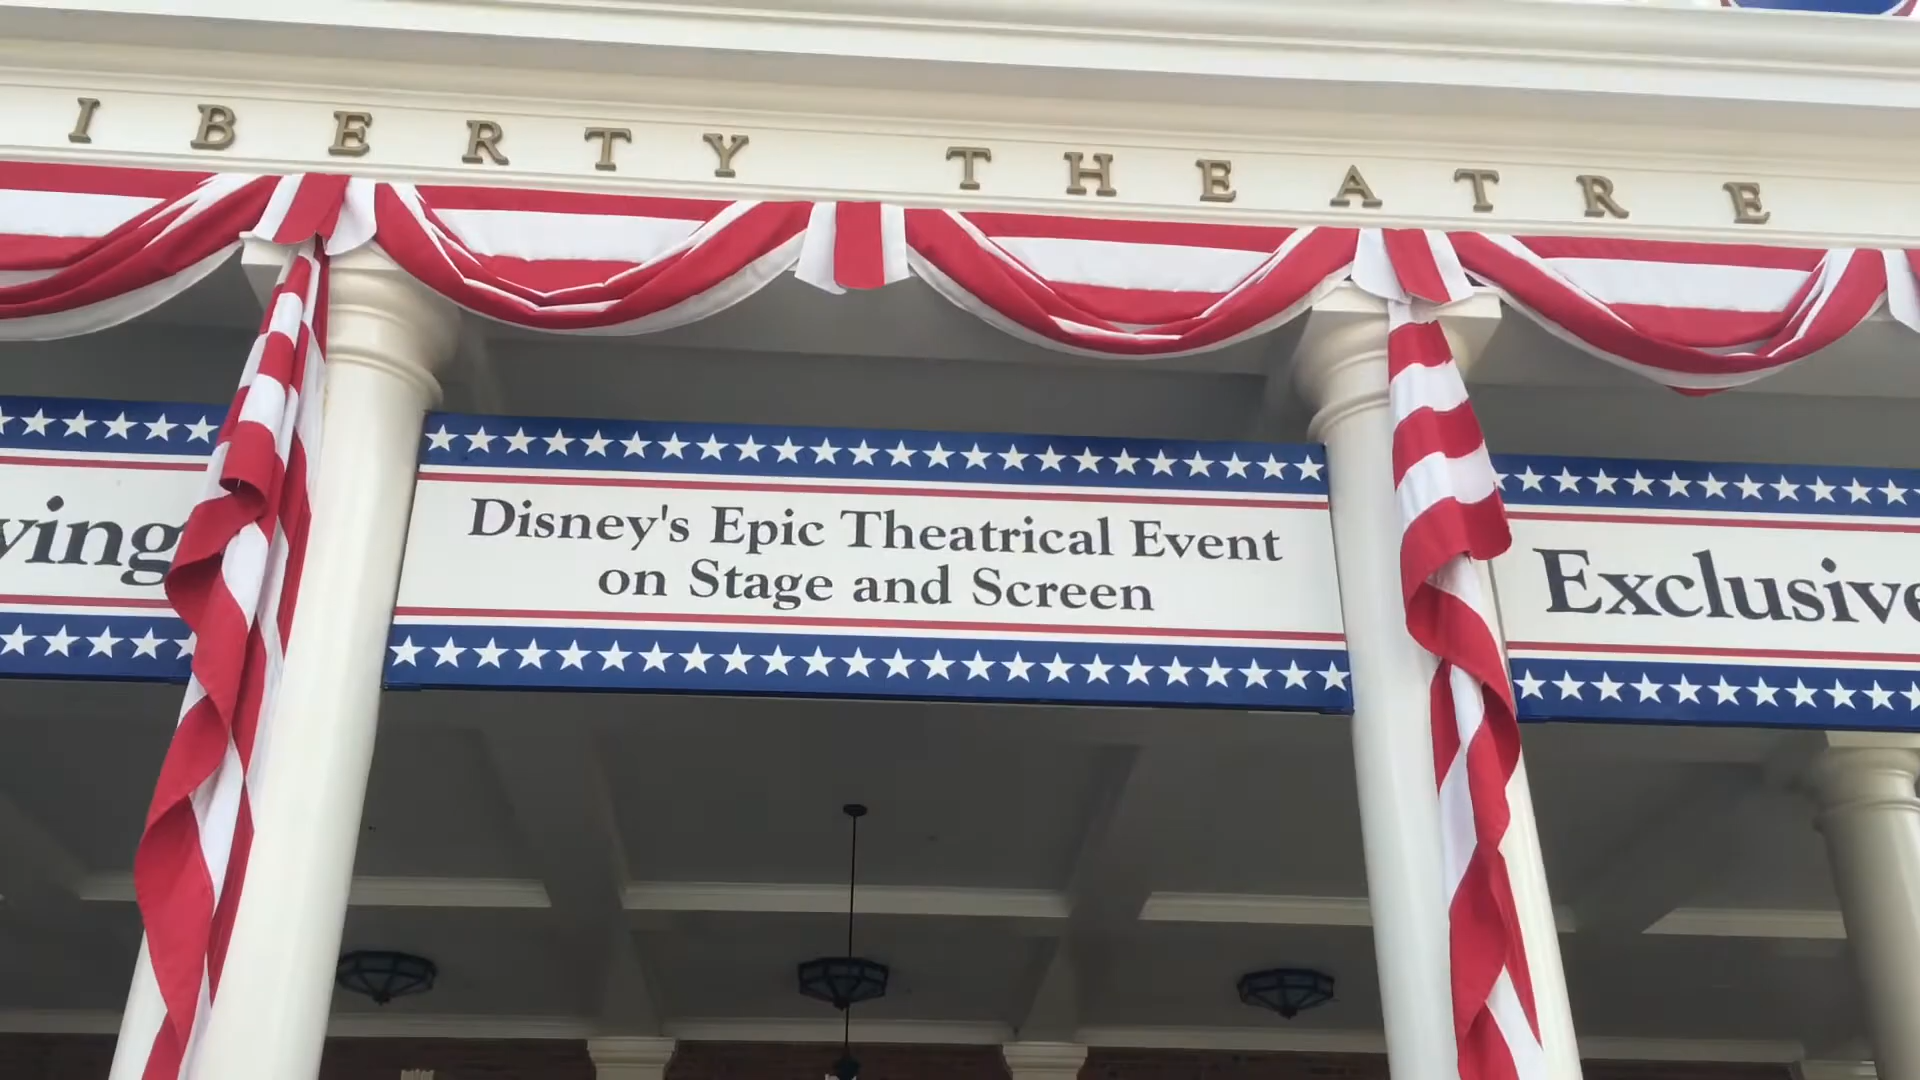 IBERTY THEATRE
ving
Disney's Epic Theatrical Event
on Stage and Screen
Exclusive